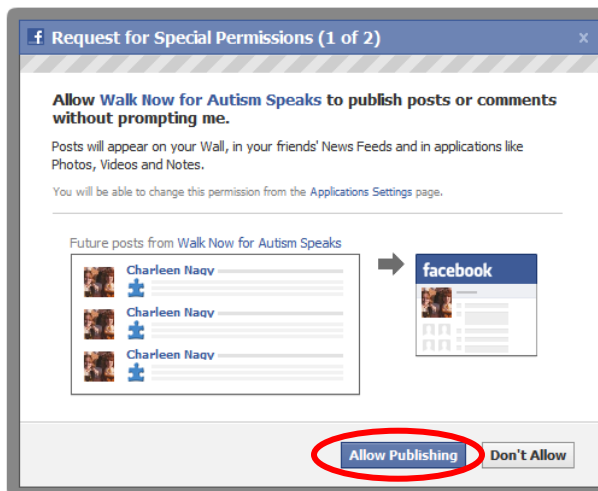 f Request for Special Permissions (1 of 2) x
Allow Walk Now for Autism Speaks to publish posts or comments
without prompting me.
Posts will appear on your Wall, in your friends' News Feeds and in applications like
Photos, Videos and Notes.
You will be able to change this permission from the Applications Settings page.
Future posts from Walk Now for Autism Speaks
Charleen Nagy
Charleen Nagy
Charleen Nagy
facebook
Allow Publishing Don't Allow